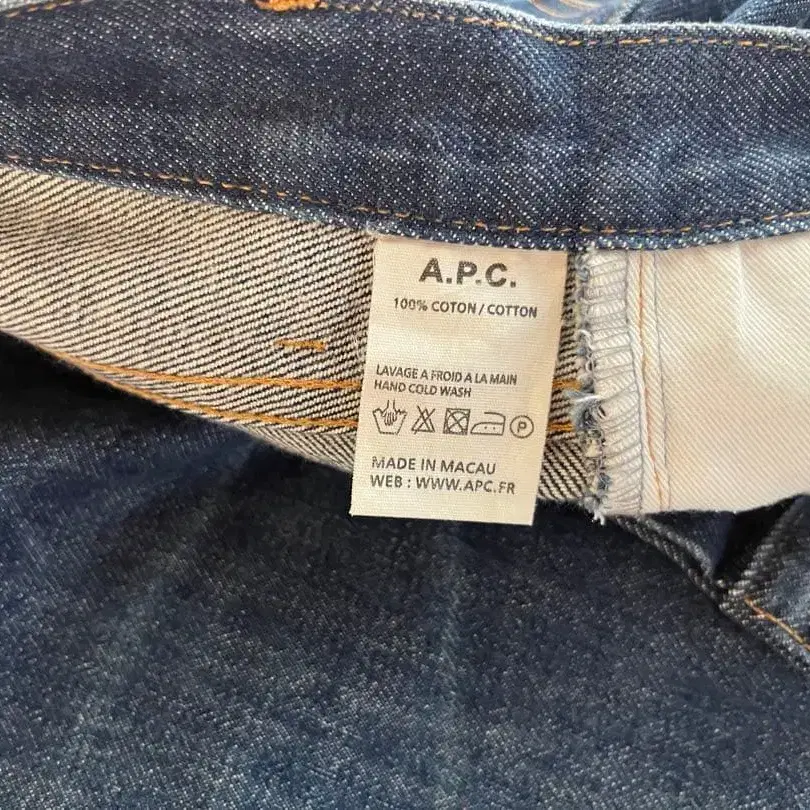 A.P.C.
100% COTON / COTTON
LAVAGE A FROID A LA MAIN
HAND COLD WASH
P
MADE IN MACAU
WEB : WWW.APC.FR